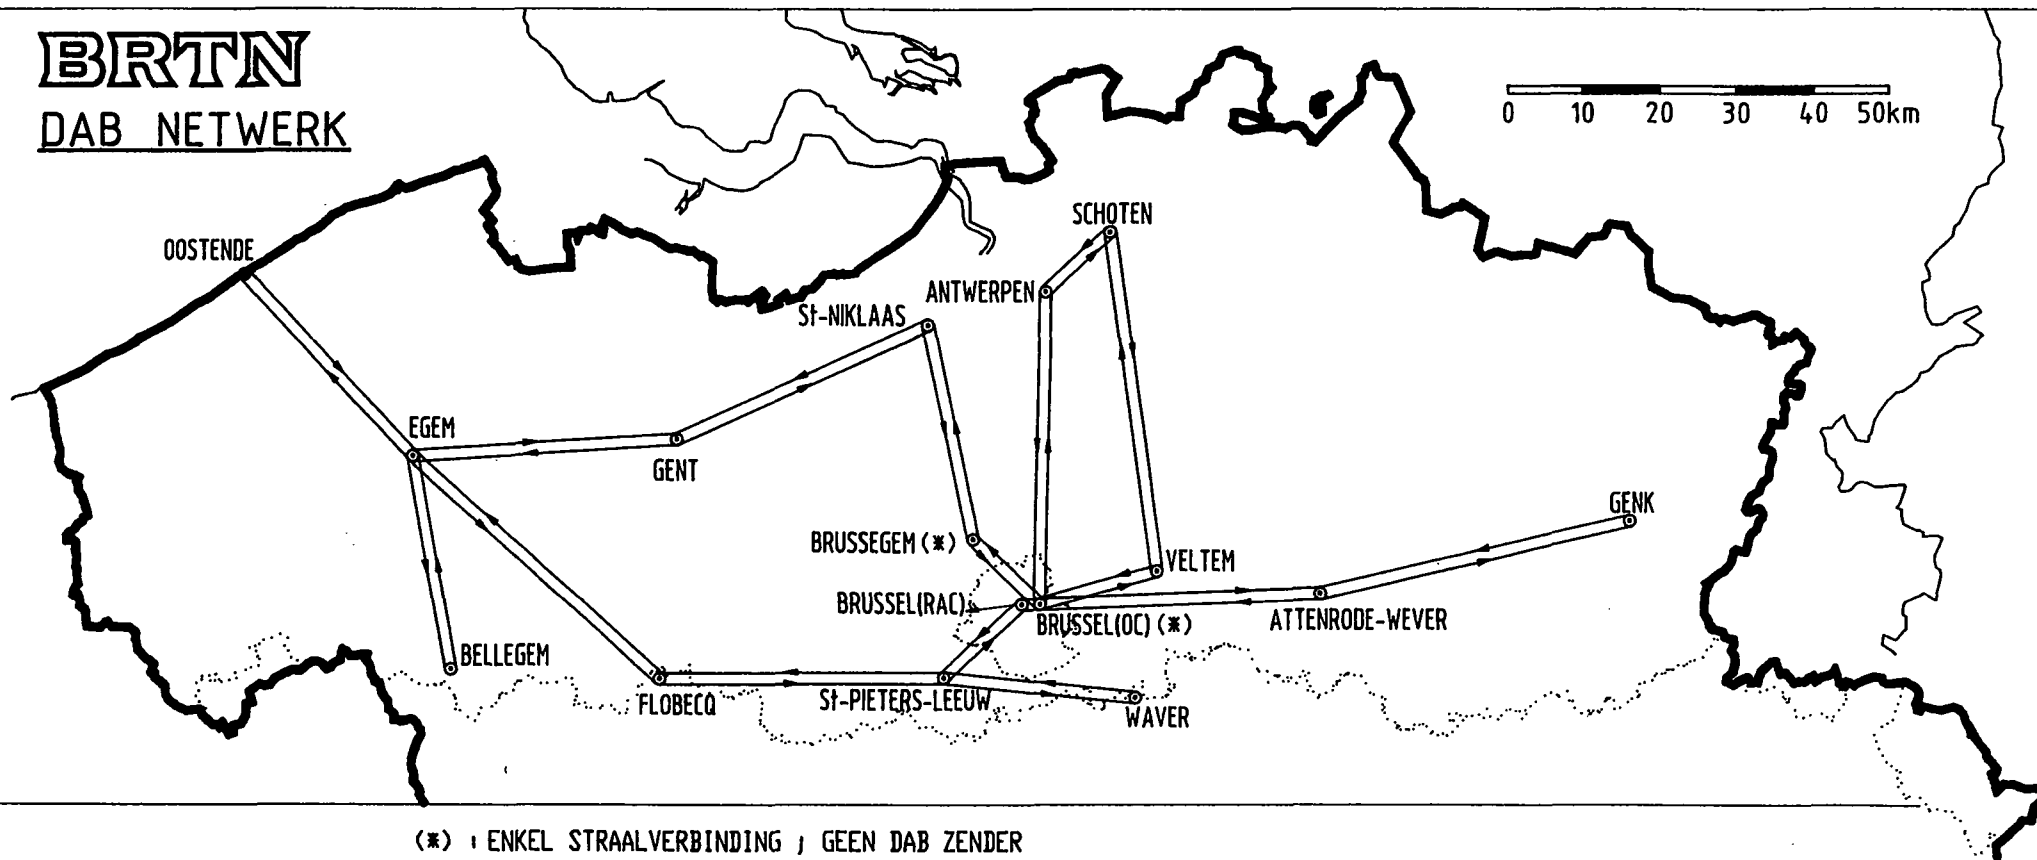 BRTN
DAB NETWERK
0 10 20 30 40 50km
SCHOTEN
OOSTENDE
ANTWERPEN
St-NIKLAAS
EGEM
GENT
GENK
BRUSSEGEM (*)
VELTEM
BRUSSEL(RAC)
BRUSSEL(OC) (*)
ATTENRODE-WEVER
BELLEGEM
FLOBECQ
St-PIETERS-LEEUW
WAVER
(*) : ENKEL STRAALVERBINDING ; GEEN DAB ZENDER